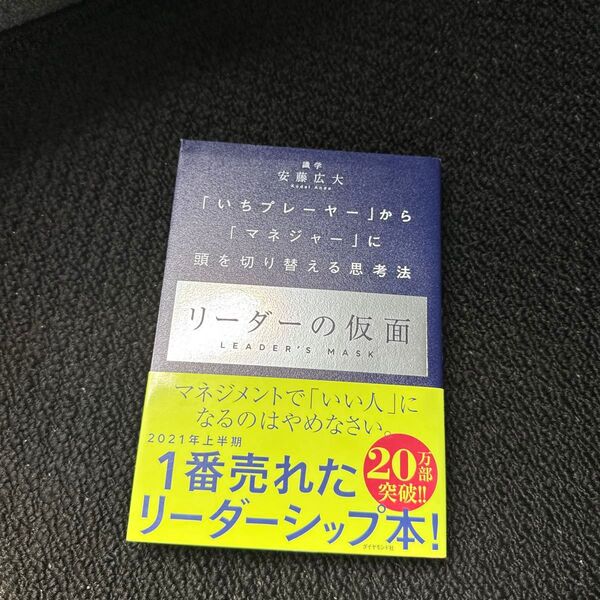 識学
安藤広大
Kodai Ando
「いちプレーヤー」から
「マネジャー」に
頭を切り替える思考法
リーダーの仮面
LEADER'S MASK
マネジメントで「いい人」に
なるのはやめなさい。
2021年上半期
1番売れた
リーダーシップ本!
20万部
突破!!
ダイヤモンド社